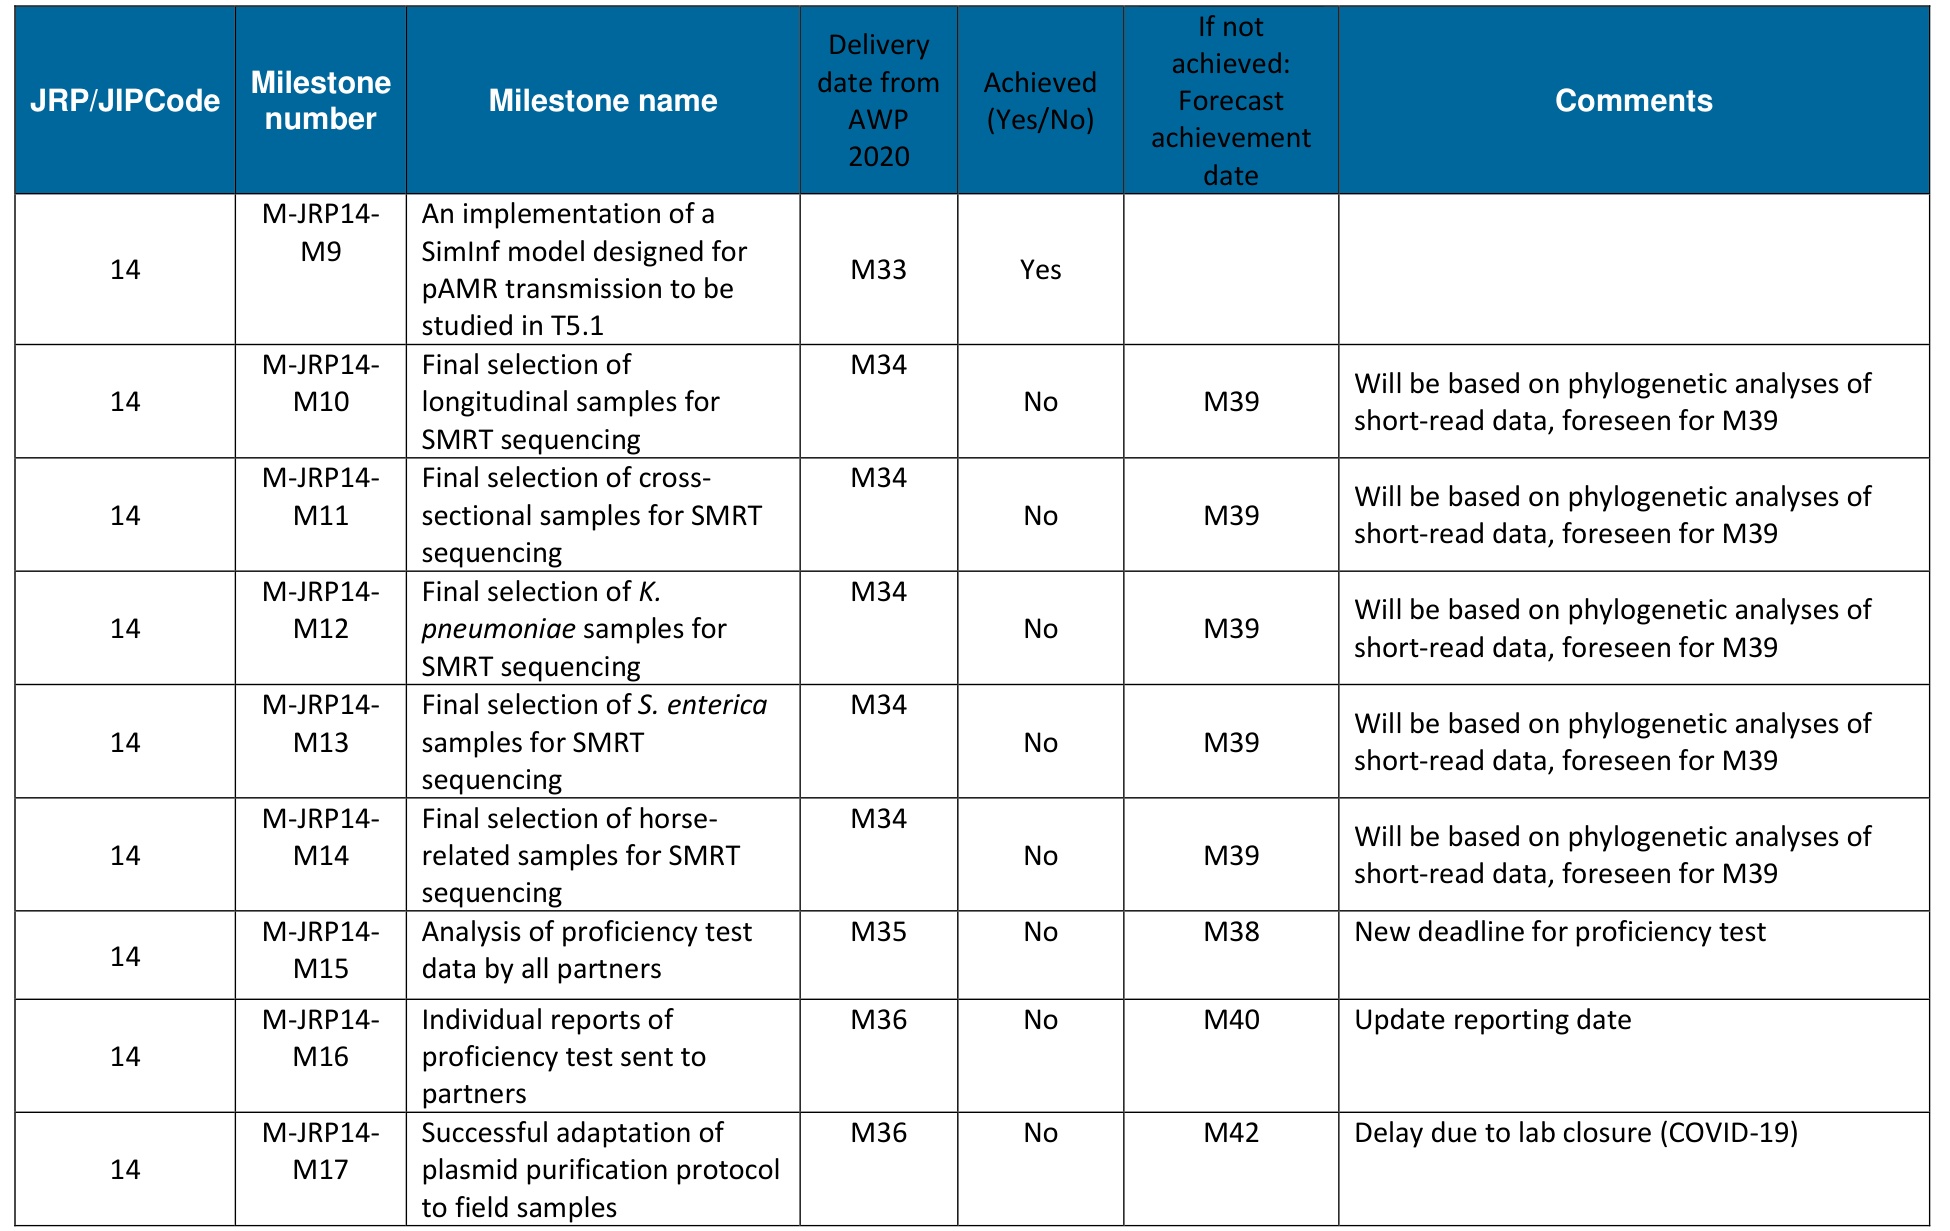 JRP/JIPCode
Milestone
number
Milestone name
Delivery
date from
AWP
2020
Achieved
(Yes/No)
If not
achieved:
Forecast
achievement
date
Comments
14
M-JRP14-
M9
An implementation of a
SimInf model designed for
pAMR transmission to be
studied in T5.1
M33
Yes
14
M-JRP14-
M10
Final selection of
longitudinal samples for
SMRT sequencing
M34
No
M39
Will be based on phylogenetic analyses of
short-read data, foreseen for M39
14
M-JRP14-
M11
Final selection of cross-
sectional samples for SMRT
sequencing
M34
No
M39
Will be based on phylogenetic analyses of
short-read data, foreseen for M39
14
M-JRP14-
M12
Final selection of K.
pneumoniae samples for
SMRT sequencing
M34
No
M39
Will be based on phylogenetic analyses of
short-read data, foreseen for M39
14
M-JRP14-
M13
Final selection of S. enterica
samples for SMRT
sequencing
M34
No
M39
Will be based on phylogenetic analyses of
short-read data, foreseen for M39
14
M-JRP14-
M14
Final selection of horse-
related samples for SMRT
sequencing
M34
No
M39
Will be based on phylogenetic analyses of
short-read data, foreseen for M39
14
M-JRP14-
M15
Analysis of proficiency test
data by all partners
M35
No
M38
New deadline for proficiency test
14
M-JRP14-
M16
Individual reports of
proficiency test sent to
partners
M36
No
M40
Update reporting date
14
M-JRP14-
M17
Successful adaptation of
plasmid purification protocol
to field samples
M36
No
M42
Delay due to lab closure (COVID-19)